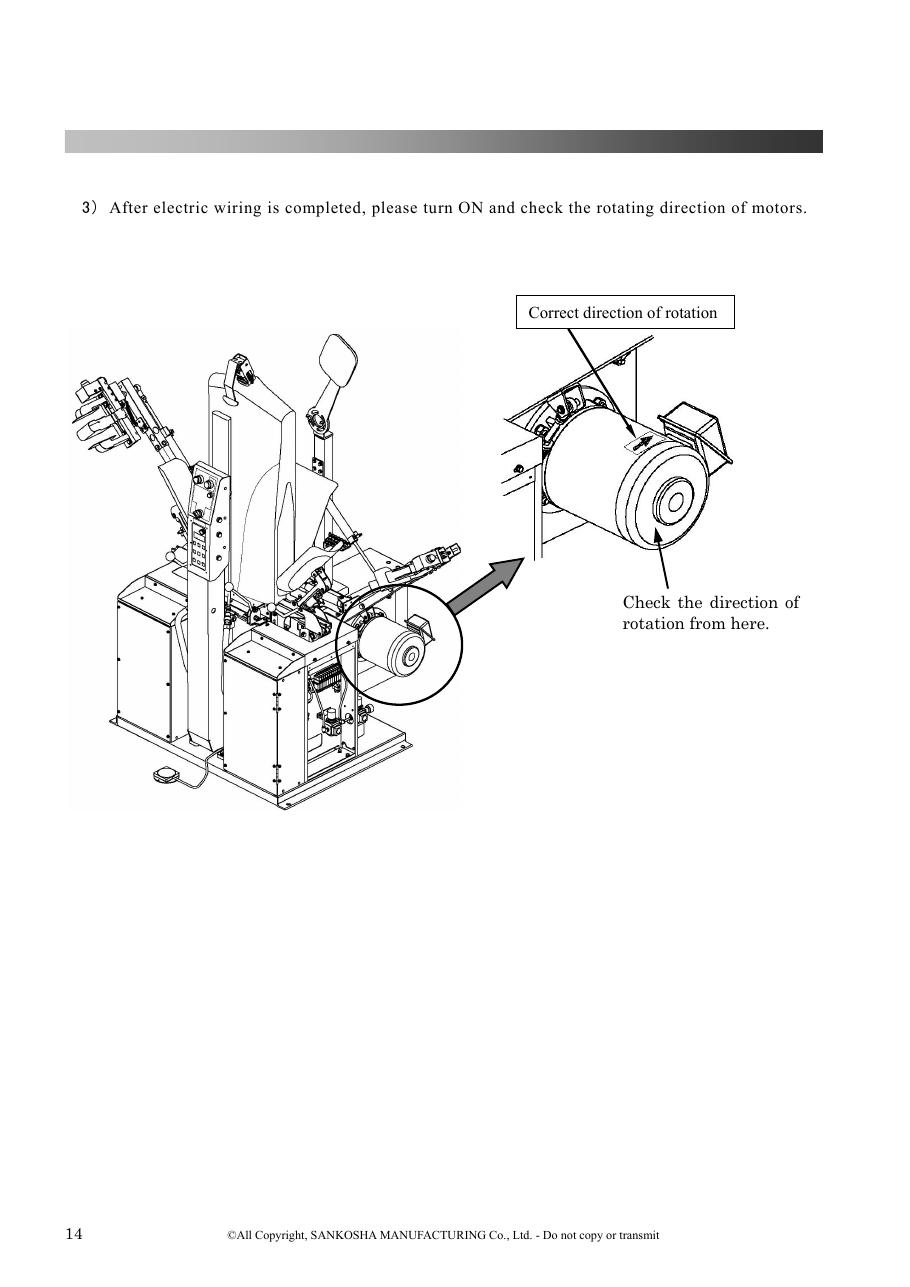 3） After electric wiring is completed, please turn ON and check the rotating direction of motors.
Correct direction of rotation
Check the direction of
rotation from here.
14
©All Copyright, SANKOSHA MANUFACTURING Co., Ltd. - Do not copy or transmit